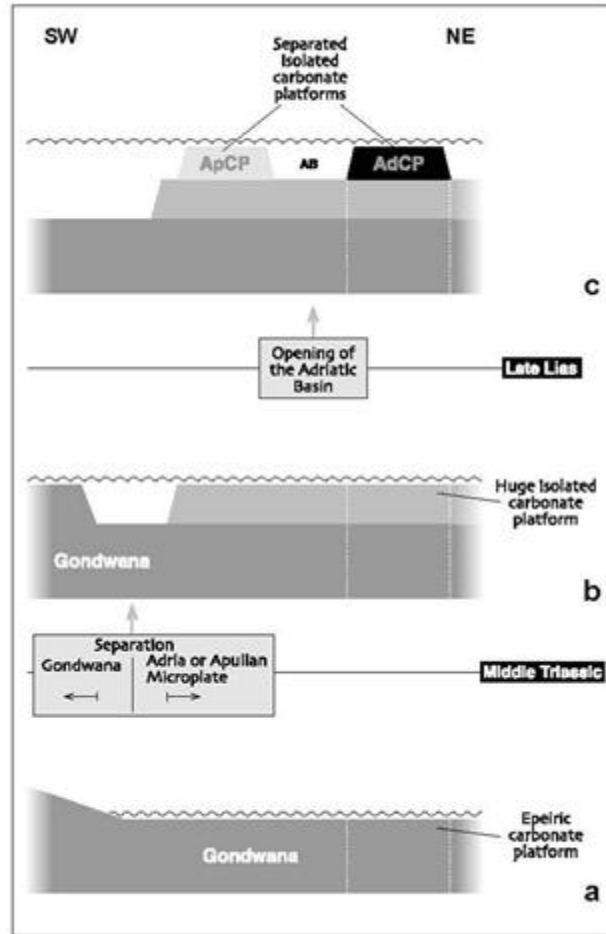 SW
NE
Separated
Isolated
carbonate
platforms
ApCP
AB
AdCP
c
Opening of
the Adriatic
Basin
Late Lias
Huge Isolated
carbonate
platform
Gondwana
b
Separation
Gondwana
Adria or Apulian
Microplate
Middle Triassic
Epeiric
carbonate
platform
Gondwana
a